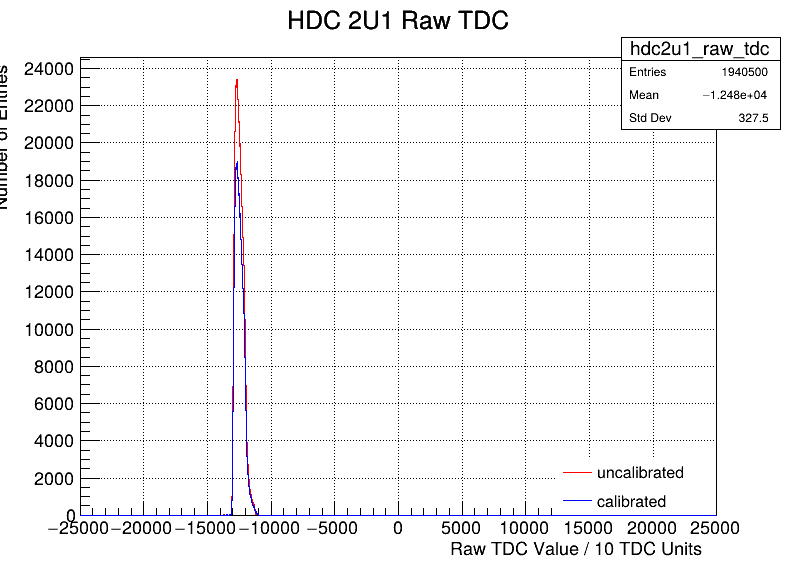 HDC 2U1 Raw TDC
hdc2u1_raw_tdc
Entries 1940500
Mean −1.248e+04
Std Dev 327.5
Number of Entries
24000
22000
20000
18000
16000
14000
12000
10000
8000
6000
4000
2000
0
−25000 −20000 −15000 −10000 −5000 0 5000 10000 15000 20000 25000
uncalibrated
calibrated
Raw TDC Value / 10 TDC Units